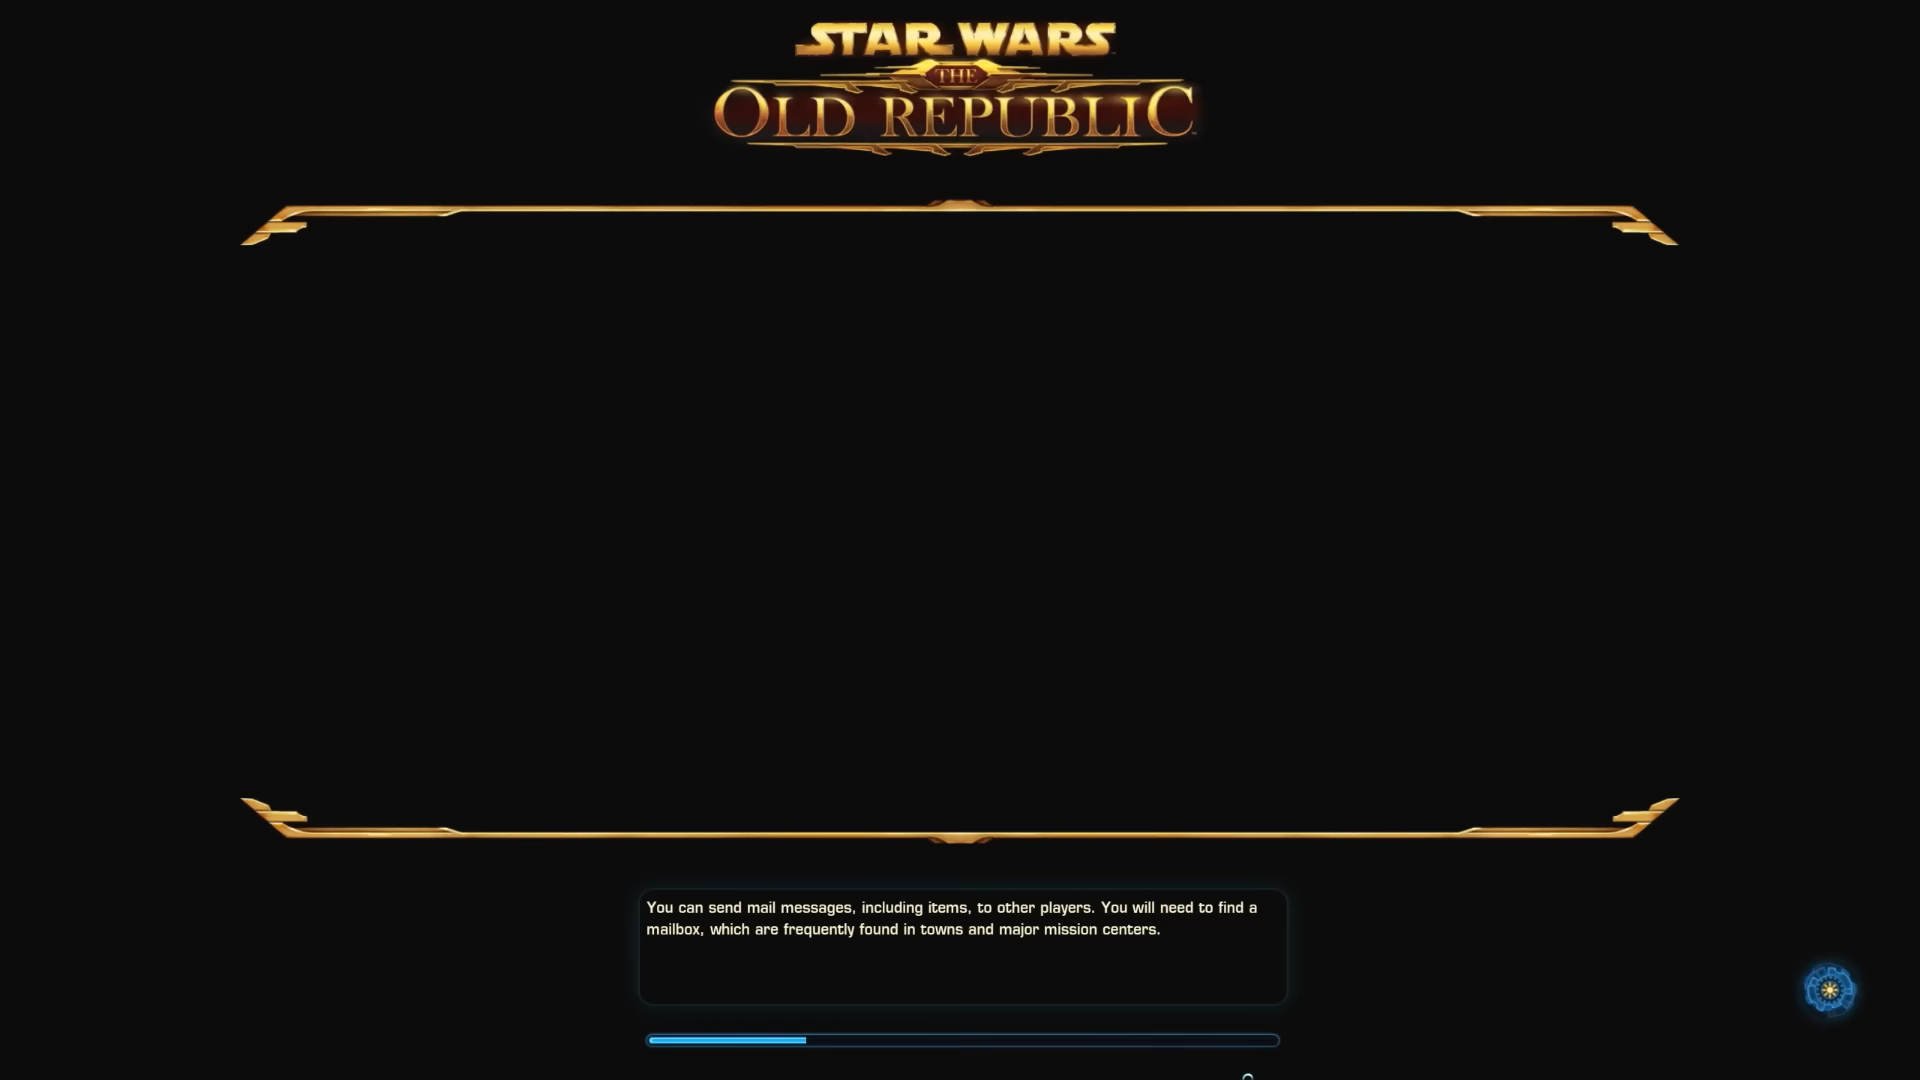 STAR WARS
THE
OLD REPUBLIC
You can send mail messages, including items, to other players. You will need to find a
mailbox, which are frequently found in towns and major mission centers.